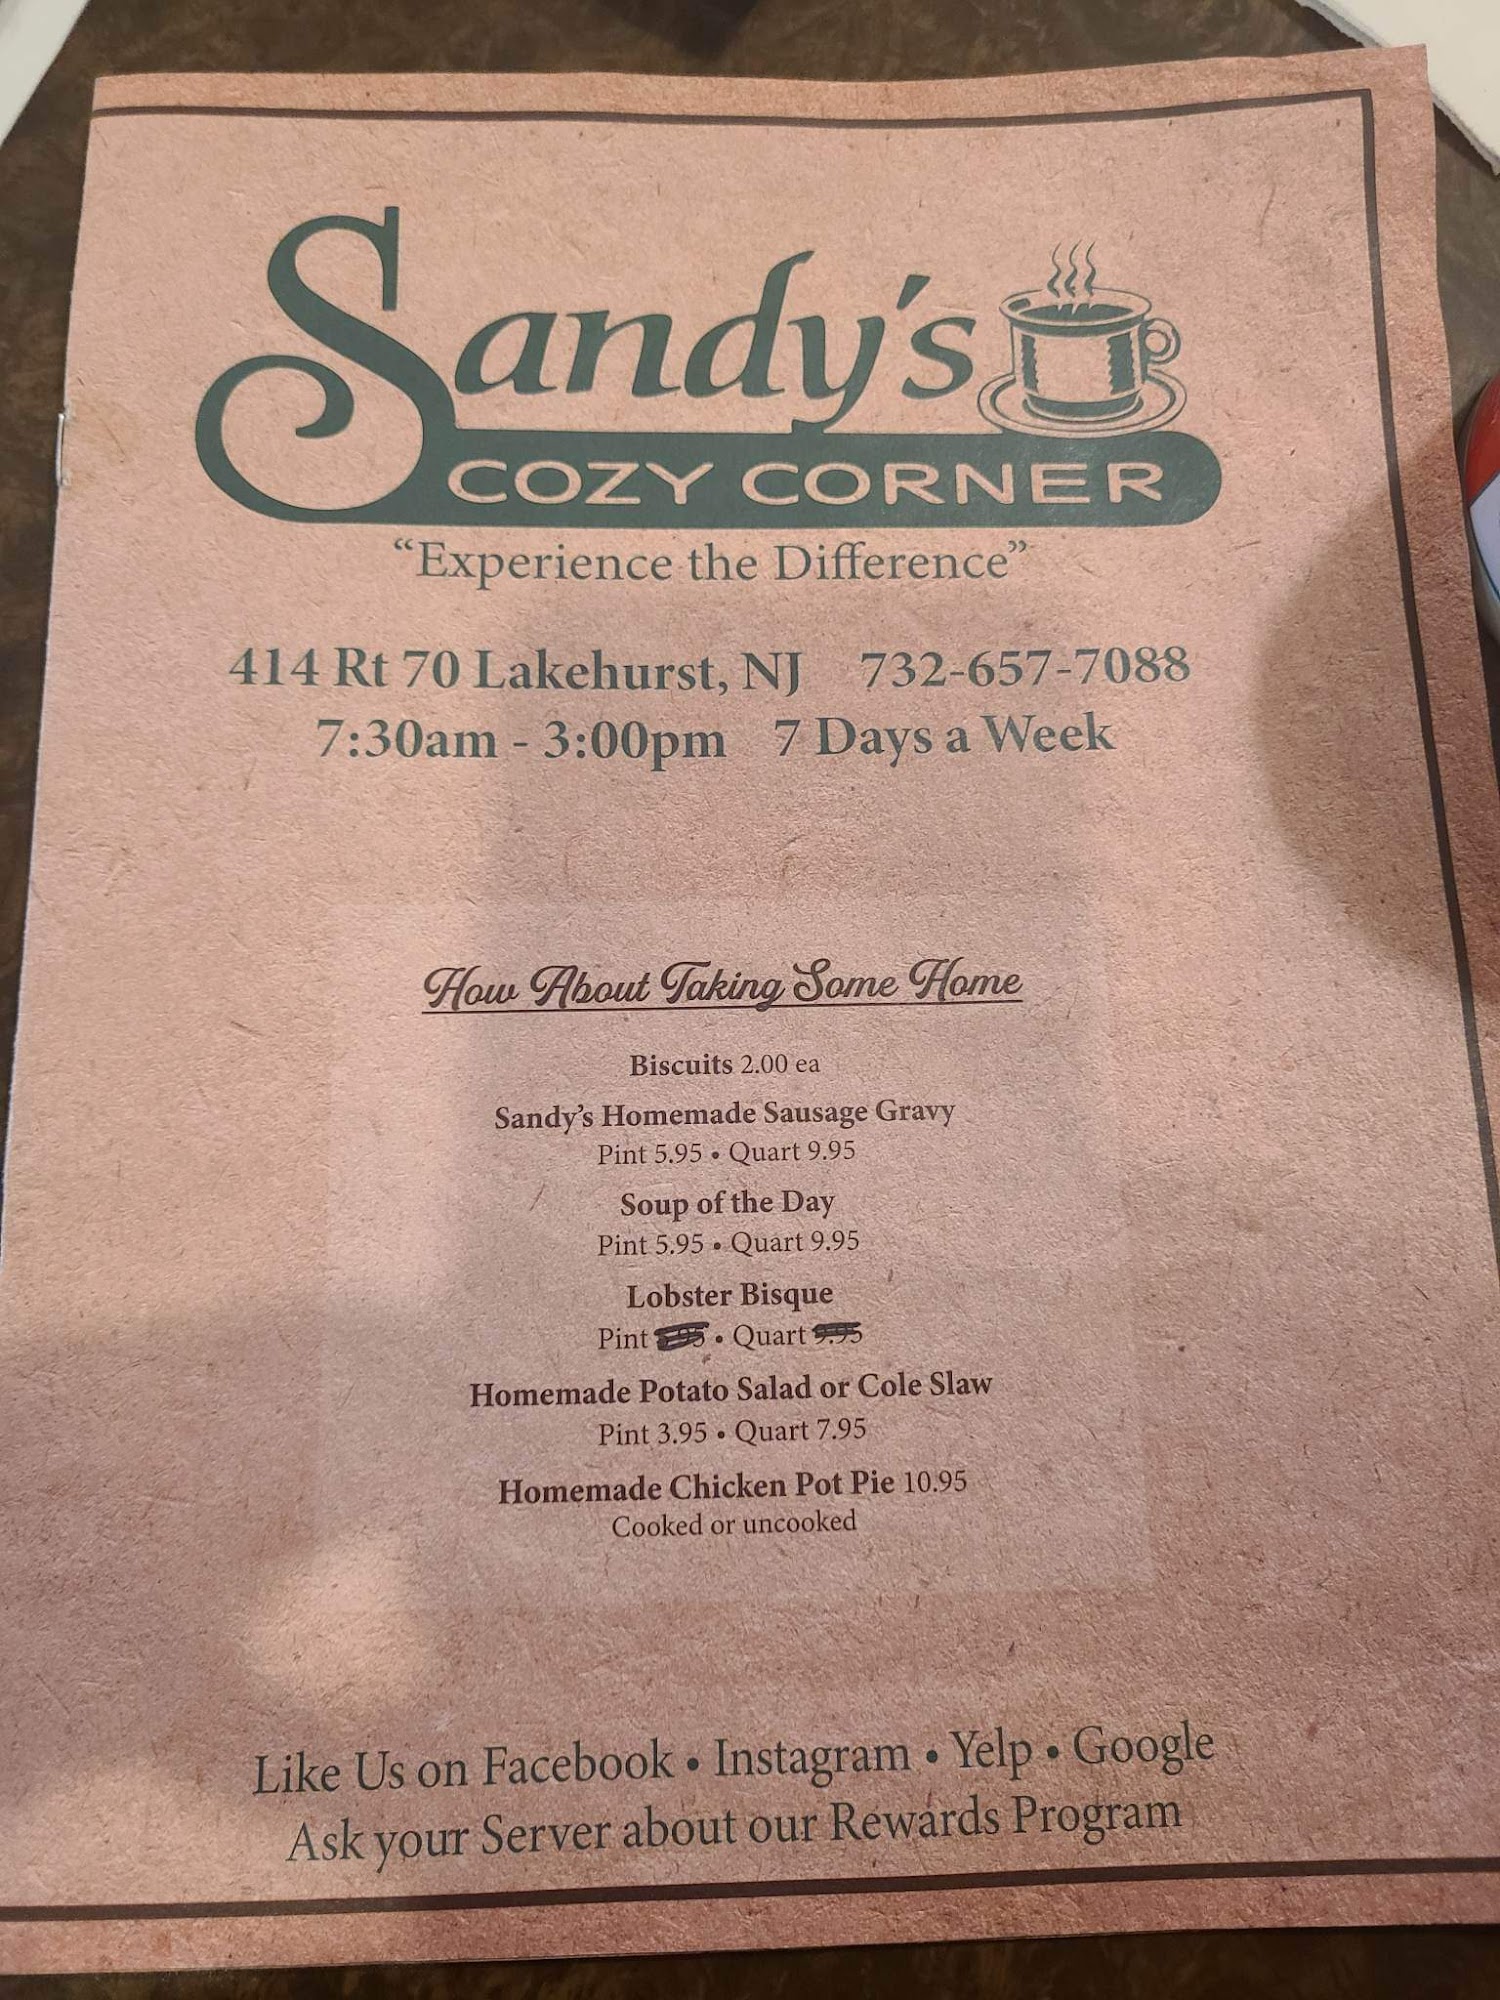 Sandy's
COZY CORNER
“Experience the Difference”
414 Rt 70 Lakehurst, NJ 732-657-7088
7:30am - 3:00pm 7 Days a Week
How About Taking Some Home
Biscuits 2.00 ea
Sandy’s Homemade Sausage Gravy
Pint 5.95 • Quart 9.95
Soup of the Day
Pint 5.95 • Quart 9.95
Lobster Bisque
Pint • Quart 9.95
Homemade Potato Salad or Cole Slaw
Pint 3.95 • Quart 7.95
Homemade Chicken Pot Pie 10.95
Cooked or uncooked
Like Us on Facebook • Instagram • Yelp • Google
Ask your Server about our Rewards Program